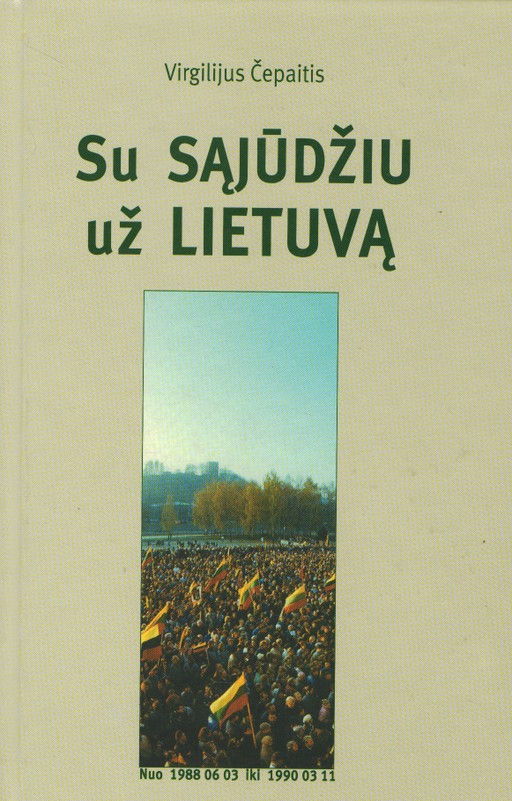 Virgilijus Čepaitis
Su SĄJŪDŽIU
už LIETUVĄ
Nuo 1988 06 03 iki 1990 03 11